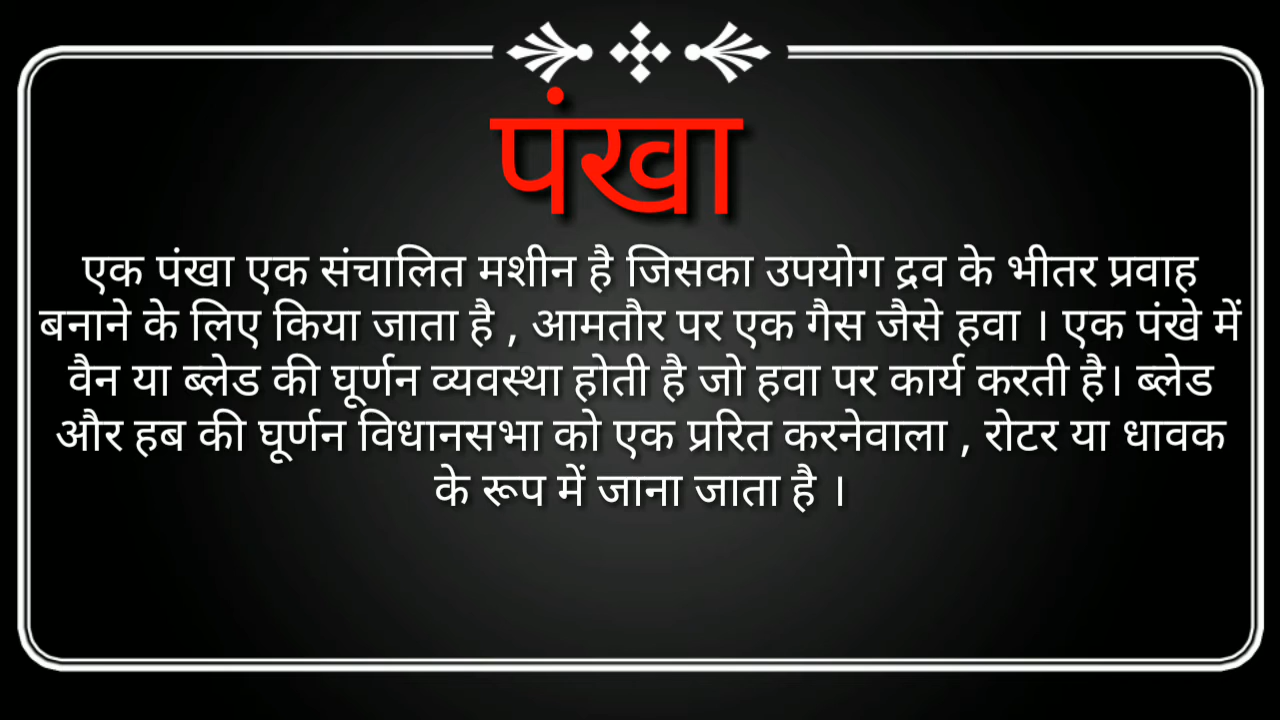 पंखा
एक पंखा एक संचालित मशीन है जिसका उपयोग द्रव के भीतर प्रवाह
बनाने के लिए किया जाता है , आमतौर पर एक गैस जैसे हवा । एक पंखे में
वैन या ब्लेड की घूर्णन व्यवस्था होती है जो हवा पर कार्य करती है। ब्लेड
और हब की घूर्णन विधानसभा को एक प्ररित करनेवाला , रोटर या धावक
के रूप में जाना जाता है ।